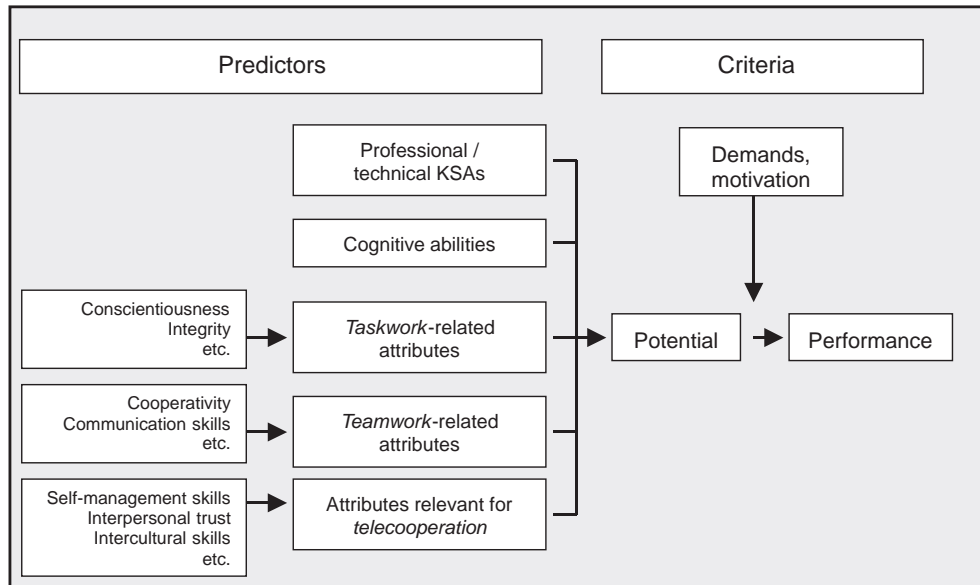 Predictors
Criteria
Professional /
technical KSAs
Demands,
motivation
Cognitive abilities
Conscientiousness
Integrity
etc.
Taskwork-related
attributes
Potential
Performance
Cooperativity
Communication skills
etc.
Teamwork-related
attributes
Self-management skills
Interpersonal trust
Intercultural skills
etc.
Attributes relevant for
telecooperation